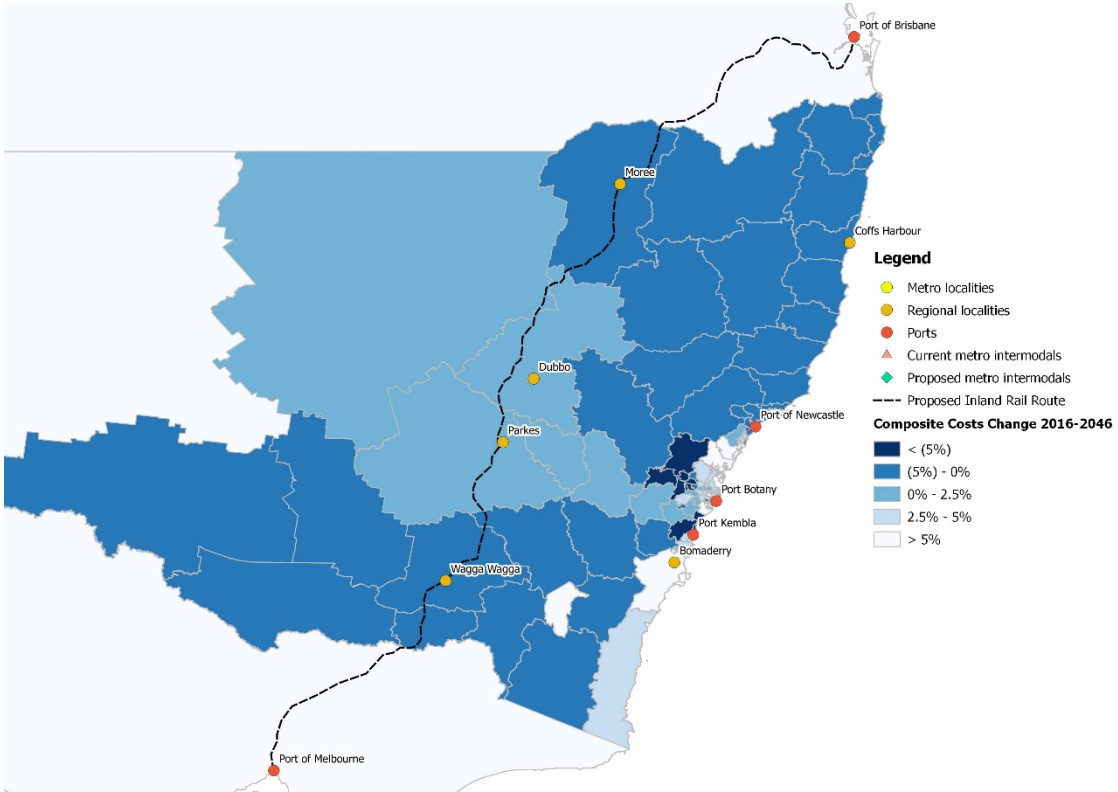 Port of Brisbane
Moree
Coffs Harbour
Legend
Metro localities
Regional localities
Ports
Current metro intermodals
Proposed metro intermodals
Proposed Inland Rail Route
Composite Costs Change 2016-2046
< (5%)
(5%) - 0%
0% - 2.5%
2.5% - 5%
> 5%
Dubbo
Parkes
Port of Newcastle
Port Botany
Port Kembla
Bomaderry
Wagga Wagga
Port of Melbourne